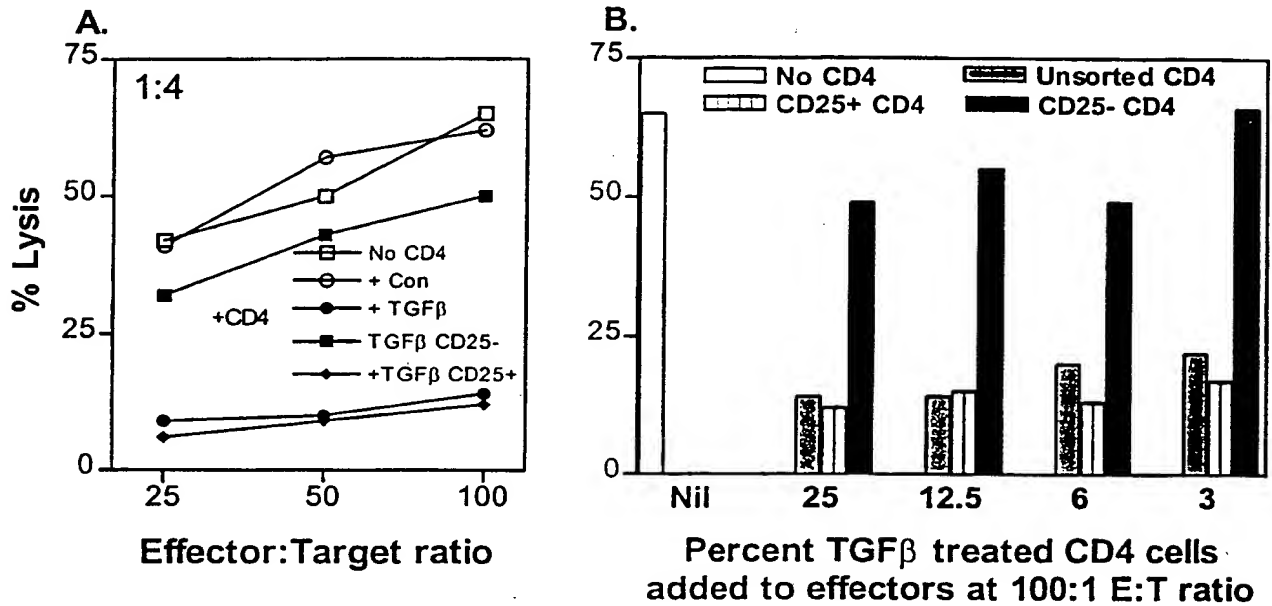 A.
75
50
25
0
% Lysis
1:4
No CD4
+ Con
+ TGFβ
TGFβ CD25-
+TGFβ CD25+
+CD4
25 50 100
Effector:Target ratio
B.
75
50
25
0
No CD4
Unsorted CD4
CD25+ CD4
CD25- CD4
Nil 25 12.5 6 3
Percent TGFβ treated CD4 cells
added to effectors at 100:1 E:T ratio